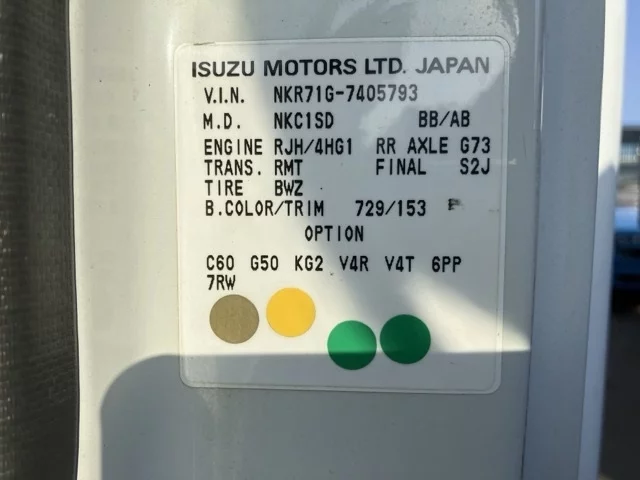 ISUZU MOTORS LTD. JAPAN
V.I.N. NKR71G-7405793
M.D. NKC1SD BB/AB
ENGINE RJH/4HG1 RR AXLE G73
TRANS. RMT FINAL S2J
TIRE BWZ
B.COLOR/TRIM 729/153
OPTION
C60 G50 KG2 V4R V4T 6PP
7RW